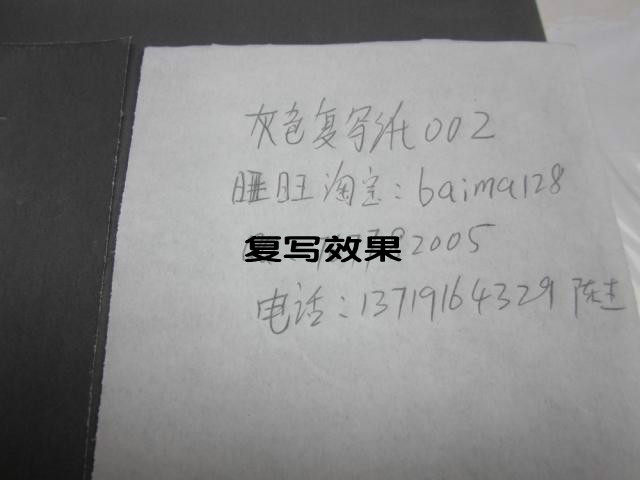 灰色复写纸002
旺旺淘宝：baima128
2005
复写效果
电话：13719164329 陈生